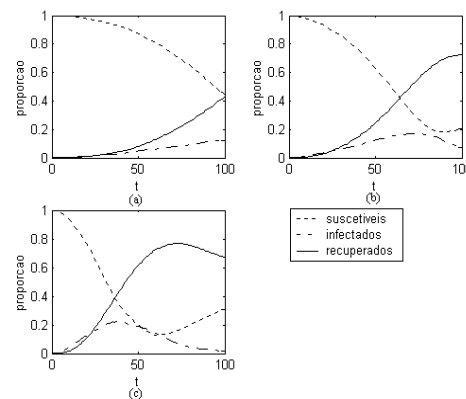 1
0.8
0.6
0.4
0.2
0
proporcao
0 50 100
t
(a)
1
0.8
0.6
0.4
0.2
0
proporcao
0 50 10
t
(b)
1
0.8
0.6
0.4
0.2
0
proporcao
0 50 100
t
(c)
suscetiveis
infectados
recuperados